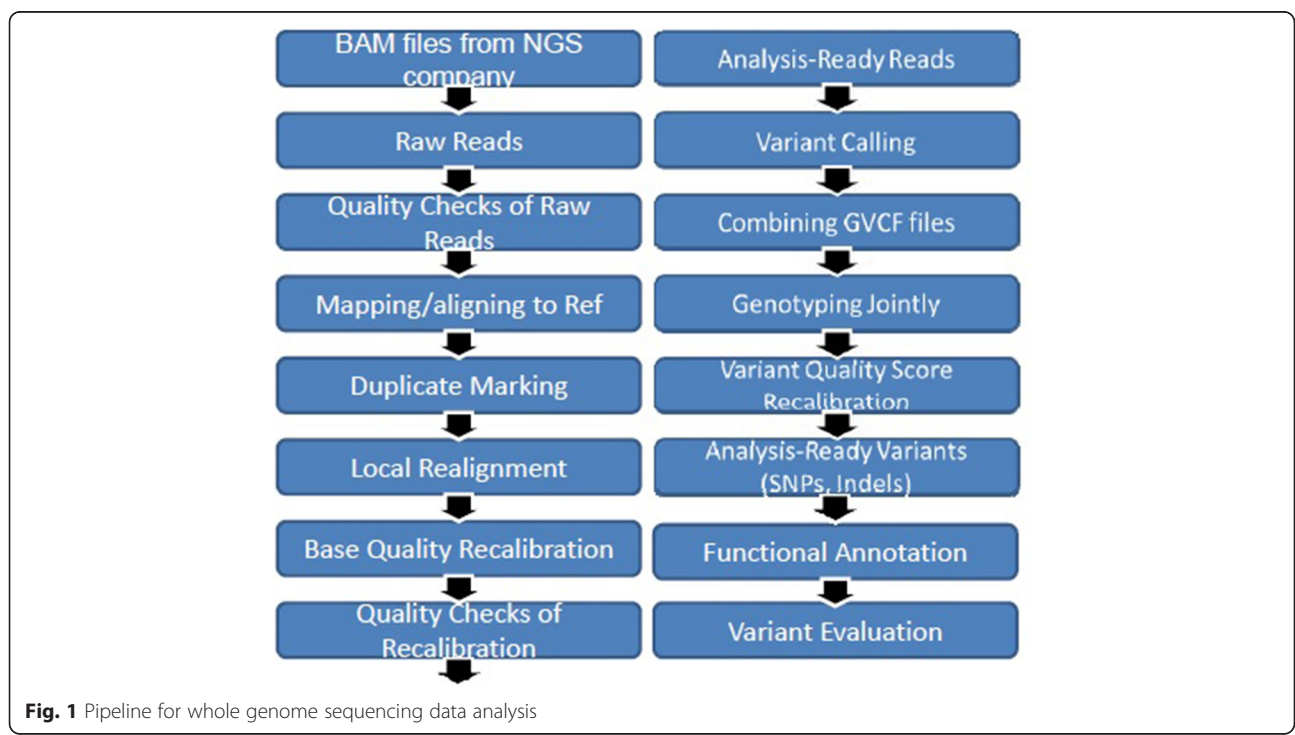 BAM files from NGS
company
Raw Reads
Quality Checks of Raw
Reads
Mapping/aligning to Ref
Duplicate Marking
Local Realignment
Base Quality Recalibration
Quality Checks of
Recalibration
Analysis-Ready Reads
Variant Calling
Combining GVCF files
Genotyping Jointly
Variant Quality Score
Recalibration
Analysis-Ready Variants
(SNPs, Indels)
Functional Annotation
Variant Evaluation
Fig. 1 Pipeline for whole genome sequencing data analysis